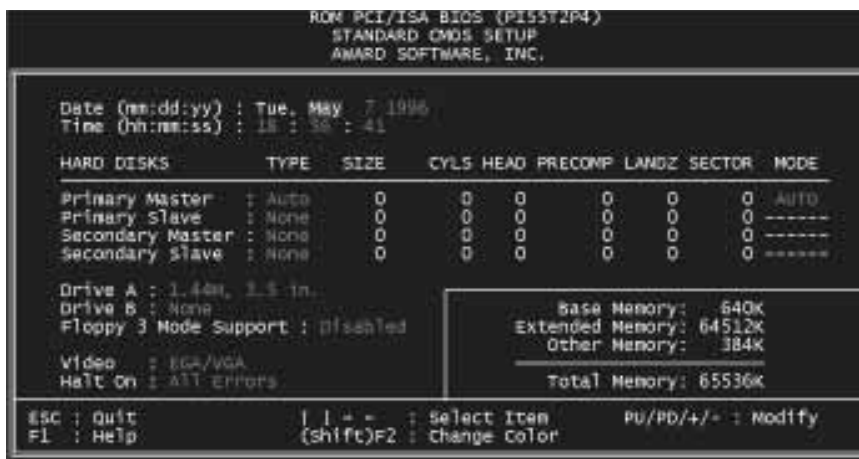 ROM PCI/ISA BIOS (PI55T2P4)
STANDARD CMOS SETUP
AWARD SOFTWARE, INC.
Date (mm:dd:yy) : Tue, May 7 1996
Time (hh:mm:ss) : : : 41
HARD DISKS TYPE SIZE CYLS HEAD PRECOMP LANDZ SECTOR MODE
Primary Master : Auto 0 0 0 0 0 0 AUTO
Primary Slave : None 0 0 0 0 0 0 ------
Secondary Master : None 0 0 0 0 0 0 ------
Secondary Slave : None 0 0 0 0 0 0 ------
Drive A : 1.44M, 3.5 in.
Drive B : None
Floppy 3 Mode Support : Disabled
Video : EGA/VGA
Halt On : All Errors
Base Memory: 640K
Extended Memory: 64512K
Other Memory: 384K
Total Memory: 65536K
ESC : Quit : Select Item PU/PD/+/- : Modify
F1 : Help (Shift)F2 : Change Color